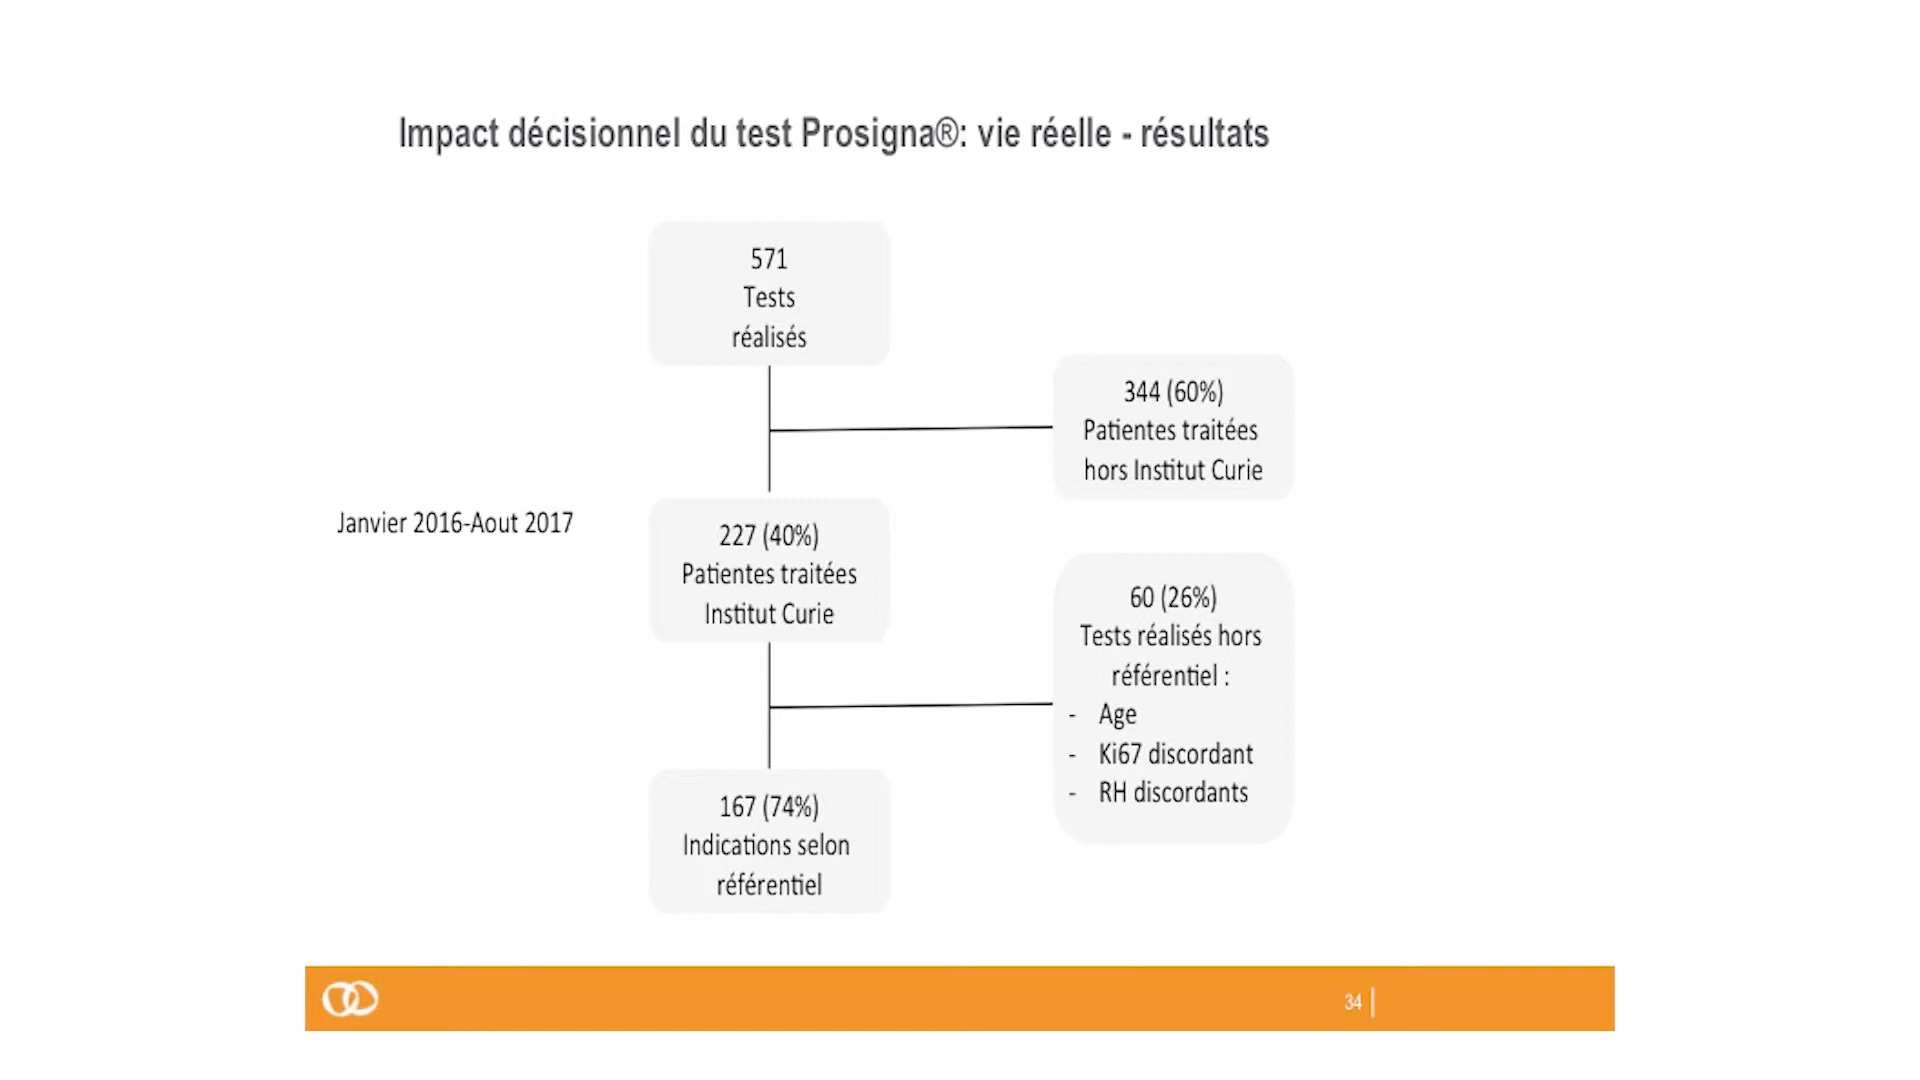 Impact décisionnel du test Prosigna®: vie réelle - résultats
571
Tests
réalisés
344 (60%)
Patientes traitées
hors Institut Curie
Janvier 2016-Aout 2017
227 (40%)
Patientes traitées
Institut Curie
60 (26%)
Tests réalisés hors
référentiel :
- Age
- Ki67 discordant
- RH discordants
167 (74%)
Indications selon
référentiel
34